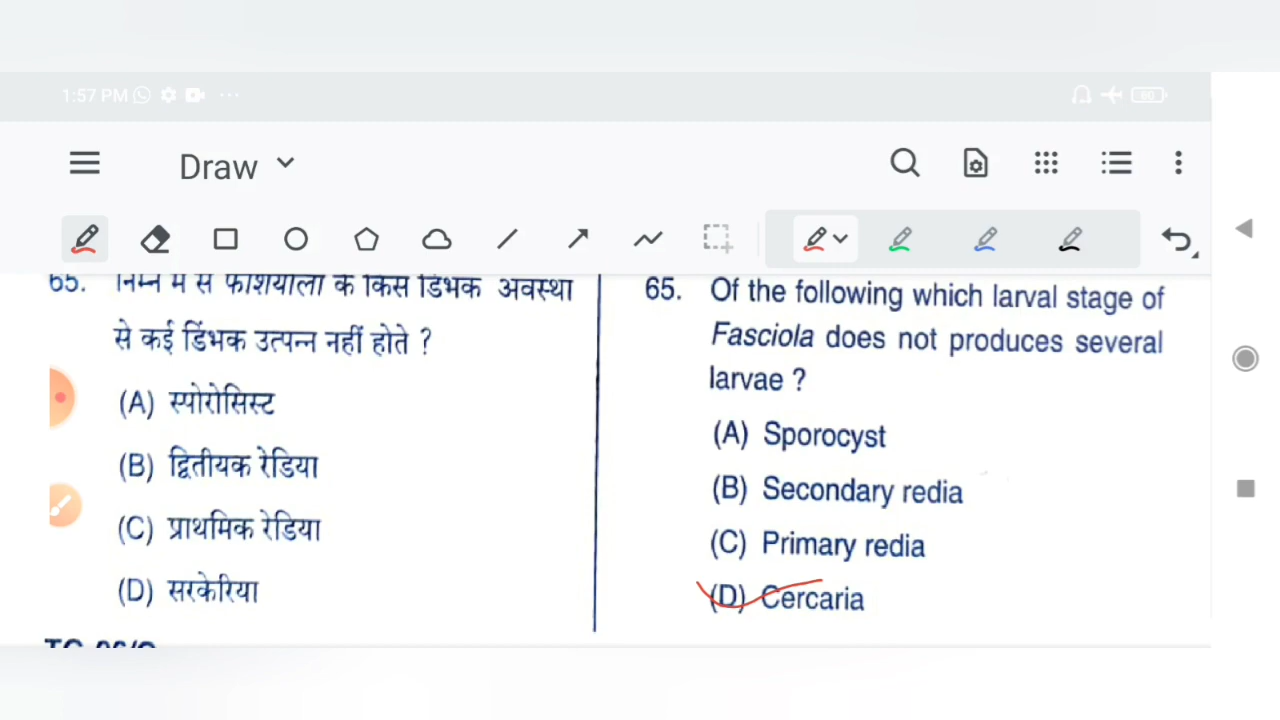 1:57 PM
60
Draw
65. निम्न में से फेशियोला के किस डिंभक अवस्था
से कई डिंभक उत्पन्न नहीं होते ?
(A) स्पोरोसिस्ट
(B) द्वितीयक रेडिया
(C) प्राथमिक रेडिया
(D) सरकेरिया
65. Of the following which larval stage of
Fasciola does not produces several
larvae ?
(A) Sporocyst
(B) Secondary redia
(C) Primary redia
(D) Cercaria